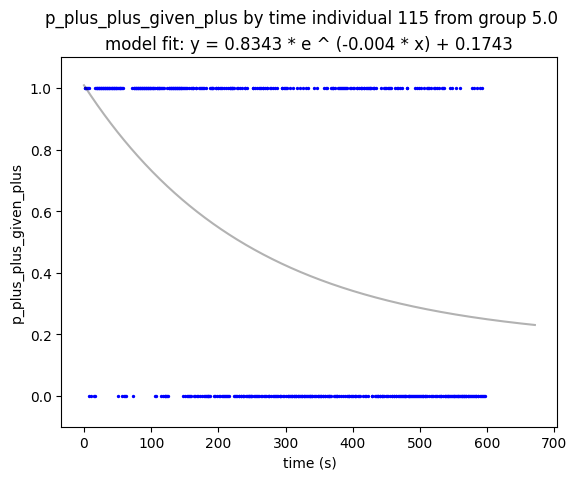 p_plus_plus_given_plus by time individual 115 from group 5.0
model fit: y = 0.8343 * e ^ (-0.004 * x) + 0.1743
1.0
0.8
0.6
0.4
0.2
0.0
p_plus_plus_given_plus
0 100 200 300 400 500 600 700
time (s)